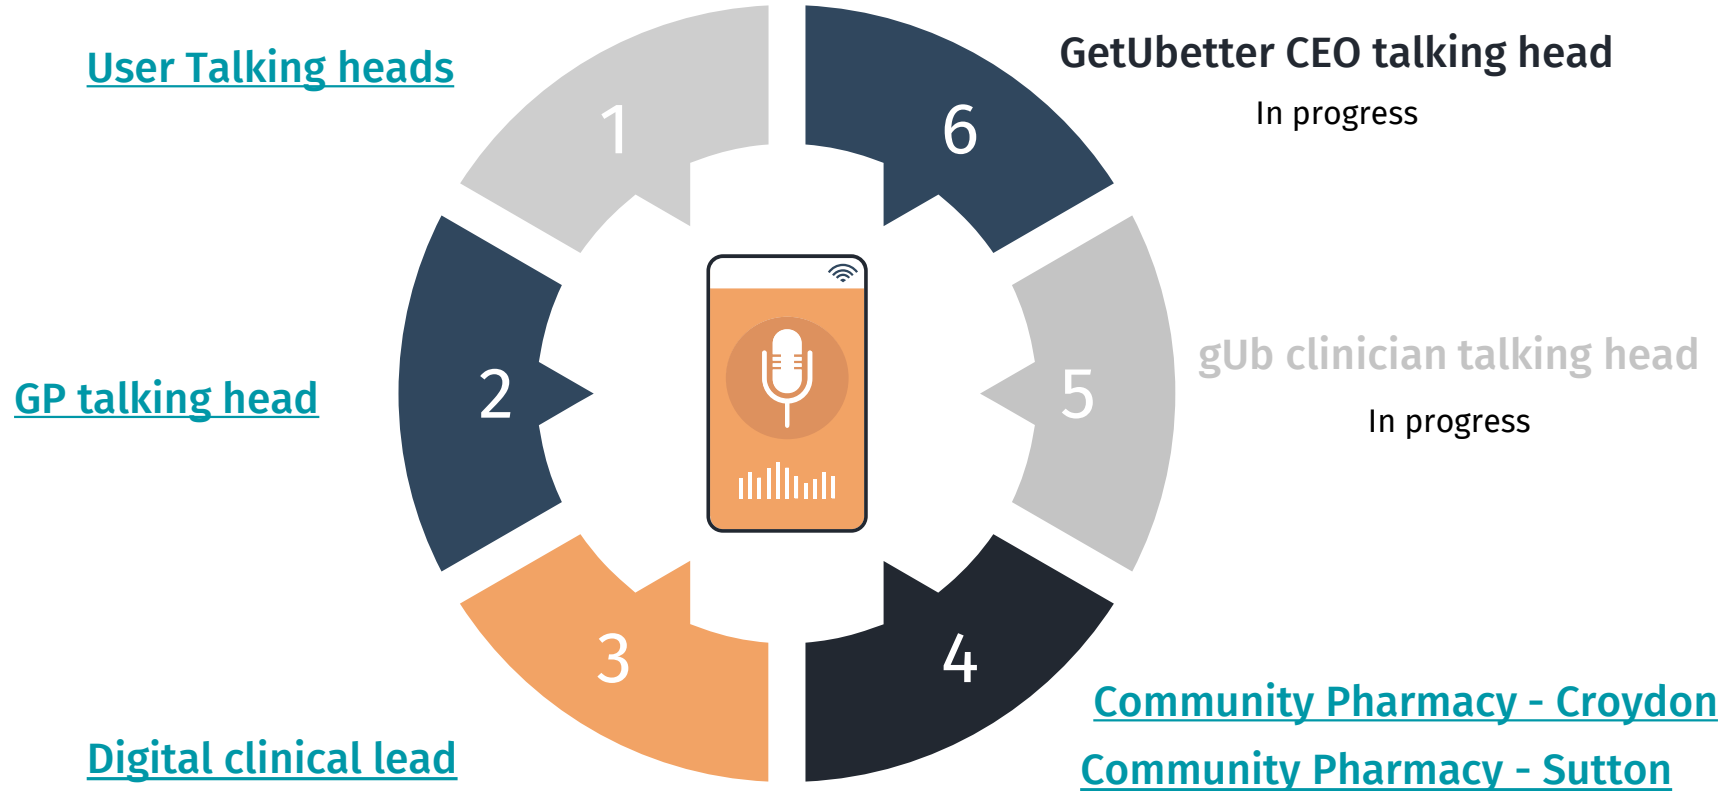 User Talking heads
1
GP talking head
2
3
Digital clinical lead
GetUbetter CEO talking head
In progress
6
gUb clinician talking head
In progress
5
4
Community Pharmacy - Croydon
Community Pharmacy - Sutton